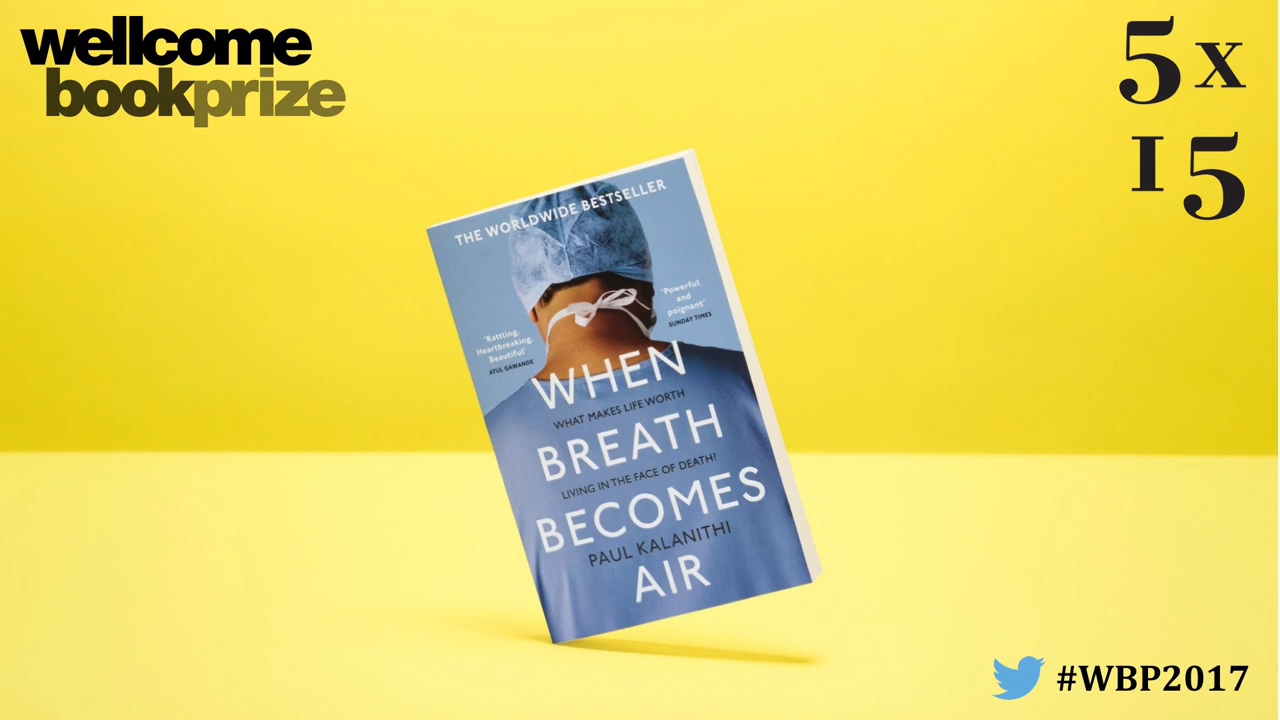 wellcome
bookprize
5x
15
THE WORLDWIDE BESTSELLER
'Powerful
and
poignant'
SUNDAY TIMES
'Rattling.
Heartbreaking.
Beautiful'
ATUL GAWANDE
WHEN
WHAT MAKES LIFE WORTH
BREATH
LIVING IN THE FACE OF DEATH?
BECOMES
PAUL KALANITHI
AIR
#WBP2017